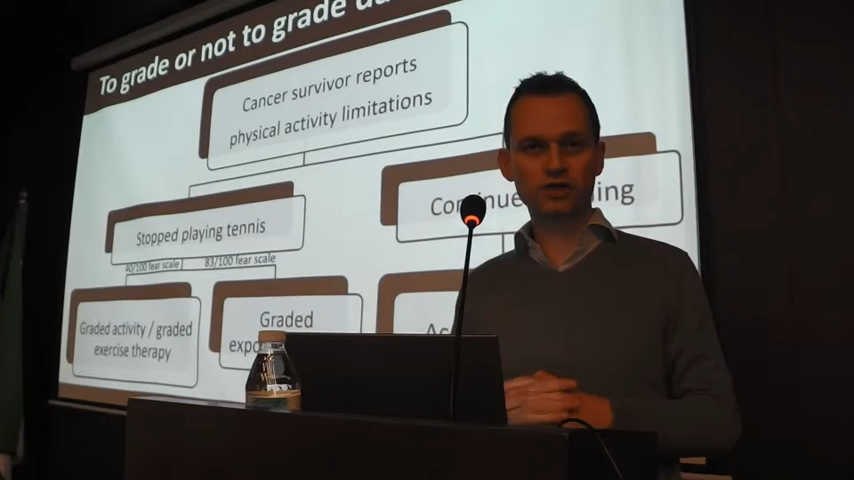 To grade or not to grade
Cancer survivor reports
physical activity limitations
Stopped playing tennis
40/100 fear scale
83/100 fear scale
Graded activity / graded
exercise therapy
Graded